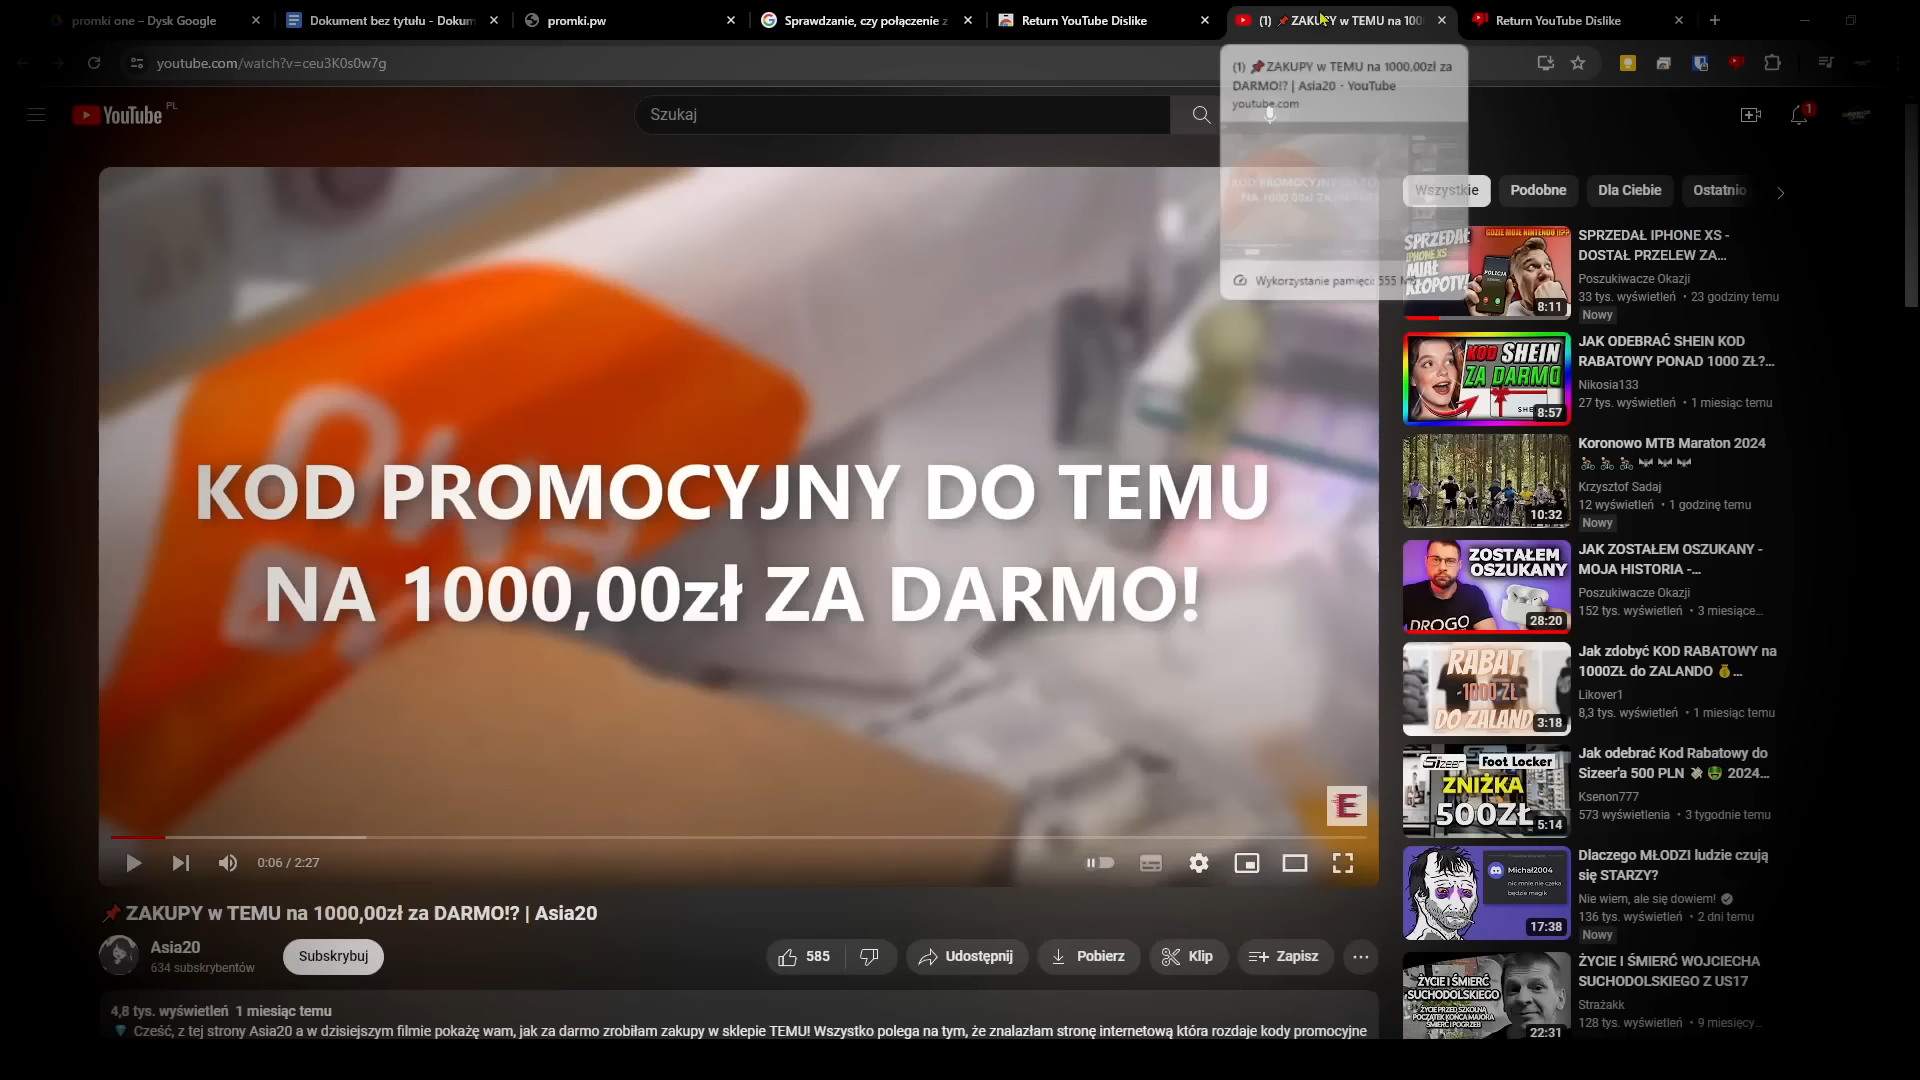 promki one – Dysk Google
Dokument bez tytułu - Dokum
promki.pw
Sprawdzanie, czy połączenie z
Return YouTube Dislike
(1) 📌 ZAKUPY w TEMU na 100
Return YouTube Dislike
youtube.com/watch?v=ceu3K0s0w7g
(1) 📌ZAKUPY w TEMU na 1000,00zł za
DARMO!? | Asia20 - YouTube
youtube.com
Wykorzystanie pamięci: 555
YouTube PL
Szukaj
1
KOD PROMOCYJNY DO TEMU
NA 1000,00zł ZA DARMO!
E
0:06 / 2:27
📌 ZAKUPY w TEMU na 1000,00zł za DARMO!? | Asia20
Asia20
634 subskrybentów
Subskrybuj
585
Udostępnij
Pobierz
Klip
Zapisz
4,8 tys. wyświetleń 1 miesiąc temu
💎 Cześć, z tej strony Asia20 a w dzisiejszym filmie pokażę wam, jak za darmo zrobiłam zakupy w sklepie TEMU! Wszystko polega na tym, że znalazłam stronę internetową która rozdaje kody promocyjne
Wszystkie
Podobne
Dla Ciebie
Ostatnio
GDZIE MOJE NINTENDO !!??
SPRZEDAŁ
IPHONE XS
MIAŁ
KŁOPOTY!
POLICJA
8:11
SPRZEDAŁ IPHONE XS -
DOSTAŁ PRZELEW ZA...
Poszukiwacze Okazji
33 tys. wyświetleń • 23 godziny temu
Nowy
KOD SHEIN
ZA DARMO
8:57
JAK ODEBRAĆ SHEIN KOD
RABATOWY PONAD 1000 ZŁ?...
Nikosia133
27 tys. wyświetleń • 1 miesiąc temu
10:32
Koronowo MTB Maraton 2024
Krzysztof Sadaj
12 wyświetleń • 1 godzinę temu
Nowy
ZOSTAŁEM
OSZUKANY
DROGO
28:20
JAK ZOSTAŁEM OSZUKANY -
MOJA HISTORIA -...
Poszukiwacze Okazji
152 tys. wyświetleń • 3 miesiące...
RABAT
-1000 ZŁ
DO ZALANDO
3:18
Jak zdobyć KOD RABATOWY na
1000ZŁ do ZALANDO 💰...
Likover1
8,3 tys. wyświetleń • 1 miesiąc temu
Sizeer Foot Locker
ZNIŻKA
500ZŁ
5:14
Jak odebrać Kod Rabatowy do
Sizeer'a 500 PLN 💸 🤑 2024...
Ksenon777
573 wyświetlenia • 3 tygodnie temu
Michał2004
nic mnie nie czeka
będzie magik
17:38
Dlaczego MŁODZI ludzie czują
się STARZY?
Nie wiem, ale się dowiem!
136 tys. wyświetleń • 2 dni temu
Nowy
ŻYCIE I ŚMIERĆ
SUCHODOLSKIEGO
22:31
ŻYCIE I ŚMIERĆ WOJCIECHA
SUCHODOLSKIEGO Z US17
Strażakk
128 tys. wyświetleń • 9 miesięcy...